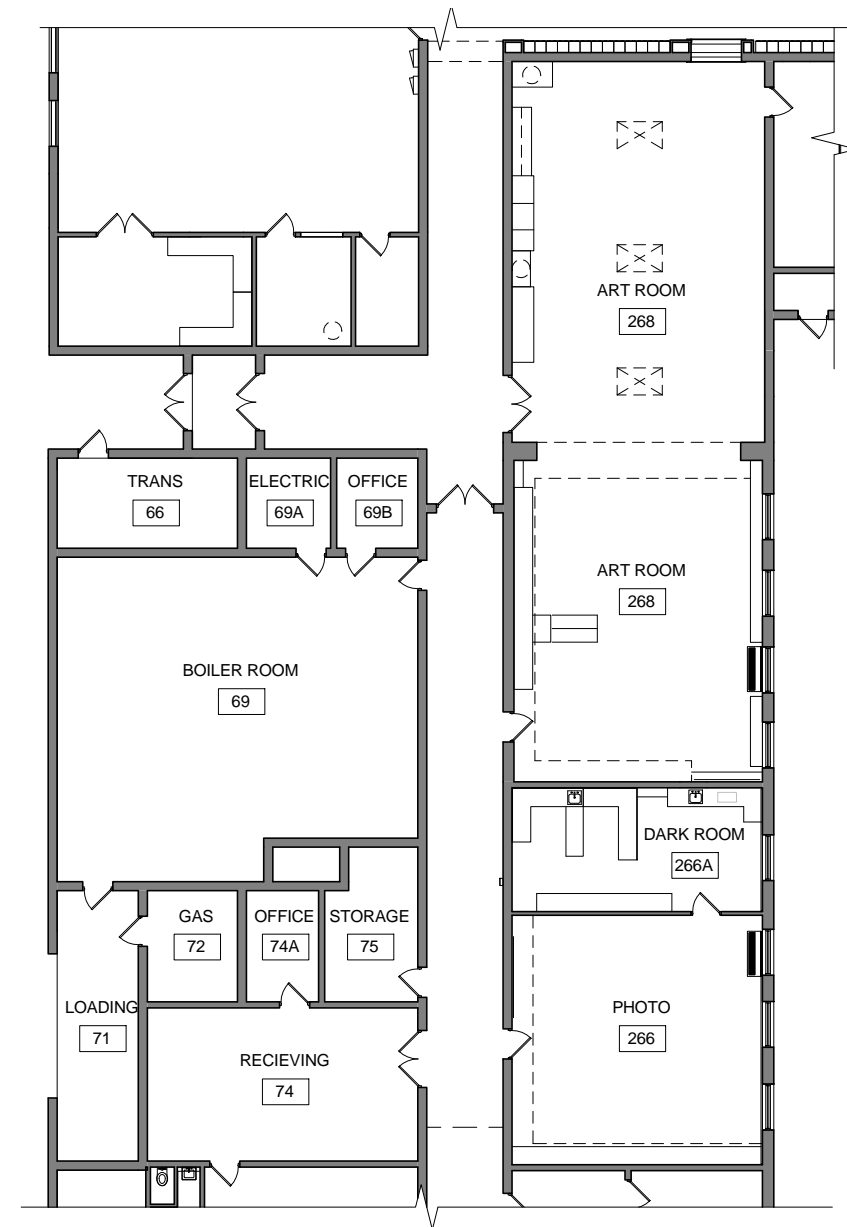 ART ROOM
268
TRANS
66
ELECTRIC
69A
OFFICE
69B
ART ROOM
268
BOILER ROOM
69
DARK ROOM
266A
GAS
72
OFFICE
74A
STORAGE
75
LOADING
71
PHOTO
266
RECIEVING
74